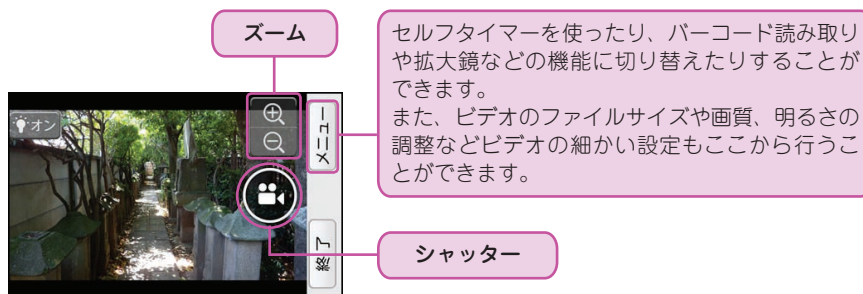 ズーム
セルフタイマーを使ったり、バーコード読み取り
や拡大鏡などの機能に切り替えたりすることが
できます。
また、ビデオのファイルサイズや画質、明るさの
調整などビデオの細かい設定もここから行うこ
とができます。
オン
メニュー
終了
シャッター